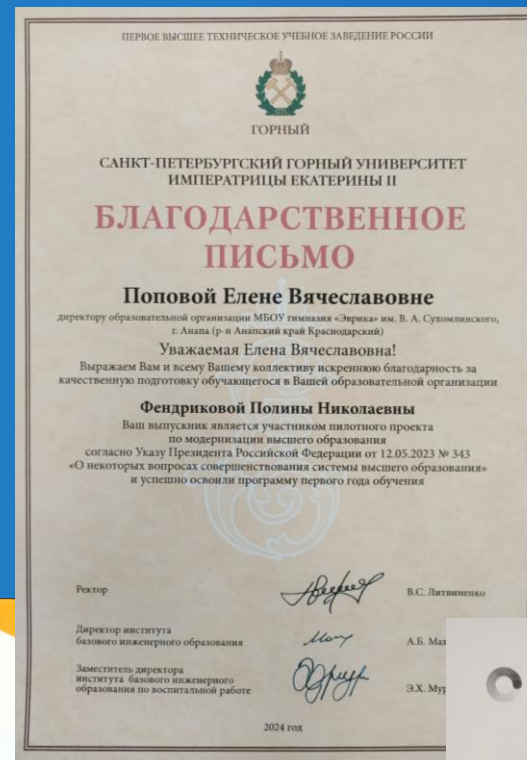 ПЕРВОЕ ВЫСШЕЕ ТЕХНИЧЕСКОЕ УЧЕБНОЕ ЗАВЕДЕНИЕ РОССИИ
ГОРНЫЙ
САНКТ-ПЕТЕРБУРГСКИЙ ГОРНЫЙ УНИВЕРСИТЕТ
ИМПЕРАТРИЦЫ ЕКАТЕРИНЫ II
БЛАГОДАРСТВЕННОЕ
ПИСЬМО
Поповой Елене Вячеславовне
директору образовательной организации МБОУ гимназия «Эврика» им. В. А. Сухомлинского,
г. Анапа (р-н Анапский край Краснодарский)
Уважаемая Елена Вячеславовна!
Выражаем Вам и всему Вашему коллективу искреннюю благодарность за
качественную подготовку обучающегося в Вашей образовательной организации
Фендриковой Полины Николаевны
Ваш выпускник является участником пилотного проекта
по модернизации высшего образования
согласно Указу Президента Российской Федерации от 12.05.2023 № 343
«О некоторых вопросах совершенствования системы высшего образования»
и успешно освоили программу первого года обучения
Ректор В.С. Литвиненко
Директор института
базового инженерного образования А.Б.
Заместитель директора
института базового инженерного
образования по воспитательной работе Э.Х.
2024 год